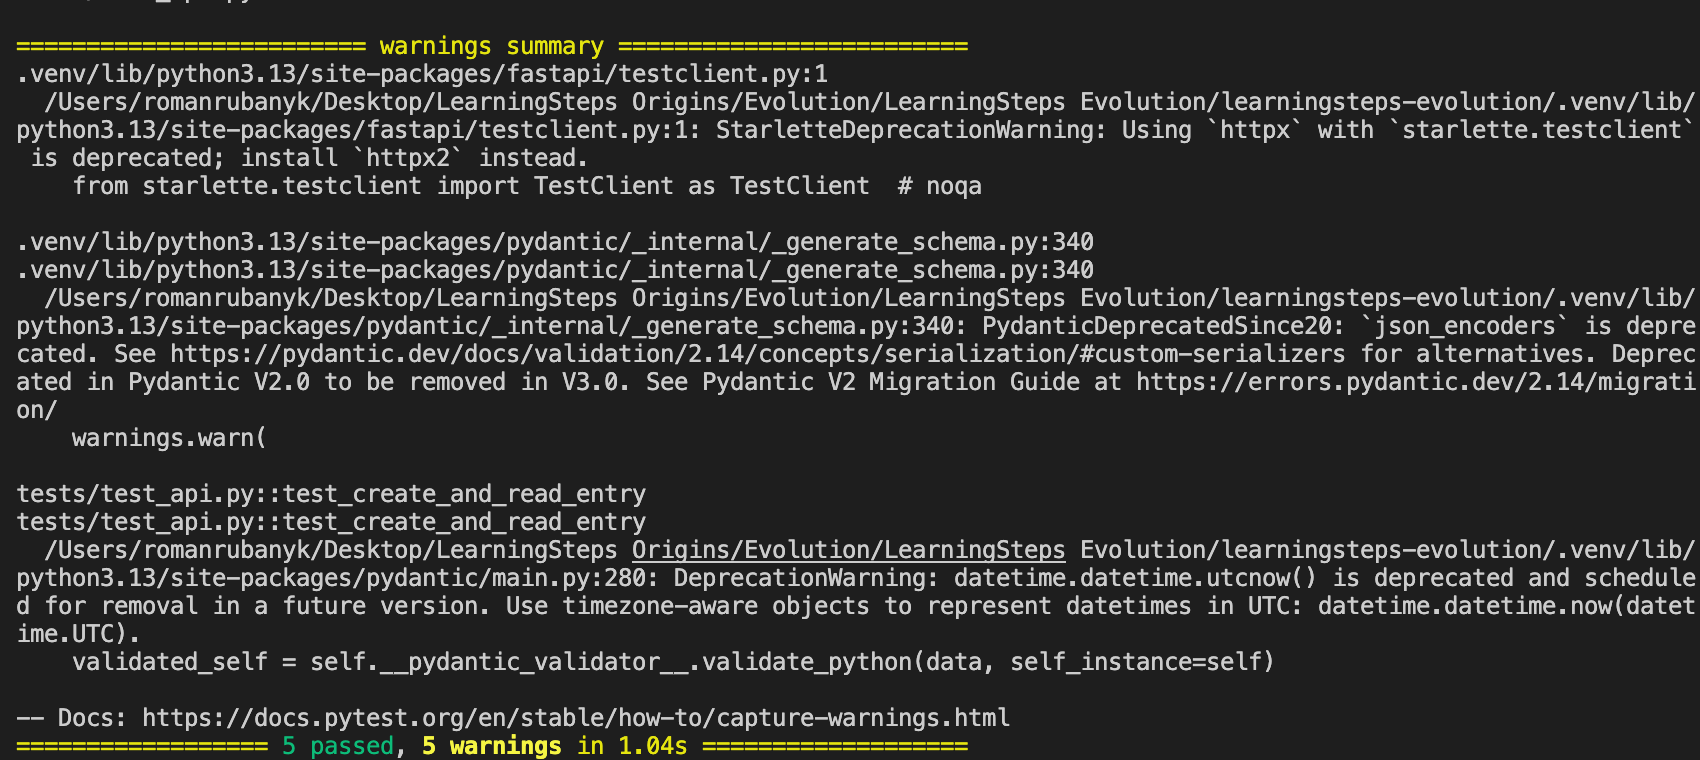 ========================= warnings summary =========================
.venv/lib/python3.13/site-packages/fastapi/testclient.py:1
  /Users/romanrubanyk/Desktop/LearningSteps Origins/Evolution/LearningSteps Evolution/learningsteps-evolution/.venv/lib/
python3.13/site-packages/fastapi/testclient.py:1: StarletteDeprecationWarning: Using `httpx` with `starlette.testclient`
 is deprecated; install `httpx2` instead.
    from starlette.testclient import TestClient as TestClient  # noqa

.venv/lib/python3.13/site-packages/pydantic/_internal/_generate_schema.py:340
.venv/lib/python3.13/site-packages/pydantic/_internal/_generate_schema.py:340
  /Users/romanrubanyk/Desktop/LearningSteps Origins/Evolution/LearningSteps Evolution/learningsteps-evolution/.venv/lib/
python3.13/site-packages/pydantic/_internal/_generate_schema.py:340: PydanticDeprecatedSince20: `json_encoders` is depre
cated. See https://pydantic.dev/docs/validation/2.14/concepts/serialization/#custom-serializers for alternatives. Deprec
ated in Pydantic V2.0 to be removed in V3.0. See Pydantic V2 Migration Guide at https://errors.pydantic.dev/2.14/migrati
on/
    warnings.warn(

tests/test_api.py::test_create_and_read_entry
tests/test_api.py::test_create_and_read_entry
  /Users/romanrubanyk/Desktop/LearningSteps Origins/Evolution/LearningSteps Evolution/learningsteps-evolution/.venv/lib/
python3.13/site-packages/pydantic/main.py:280: DeprecationWarning: datetime.datetime.utcnow() is deprecated and schedule
d for removal in a future version. Use timezone-aware objects to represent datetimes in UTC: datetime.datetime.now(datet
ime.UTC).
    validated_self = self.__pydantic_validator__.validate_python(data, self_instance=self)

-- Docs: https://docs.pytest.org/en/stable/how-to/capture-warnings.html
================== 5 passed, 5 warnings in 1.04s ===================